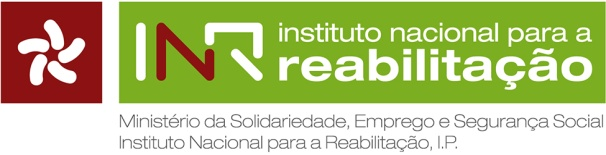 INR
instituto nacional para a
reabilitação
Ministério da Solidariedade, Emprego e Segurança Social
Instituto Nacional para a Reabilitação, I.P.